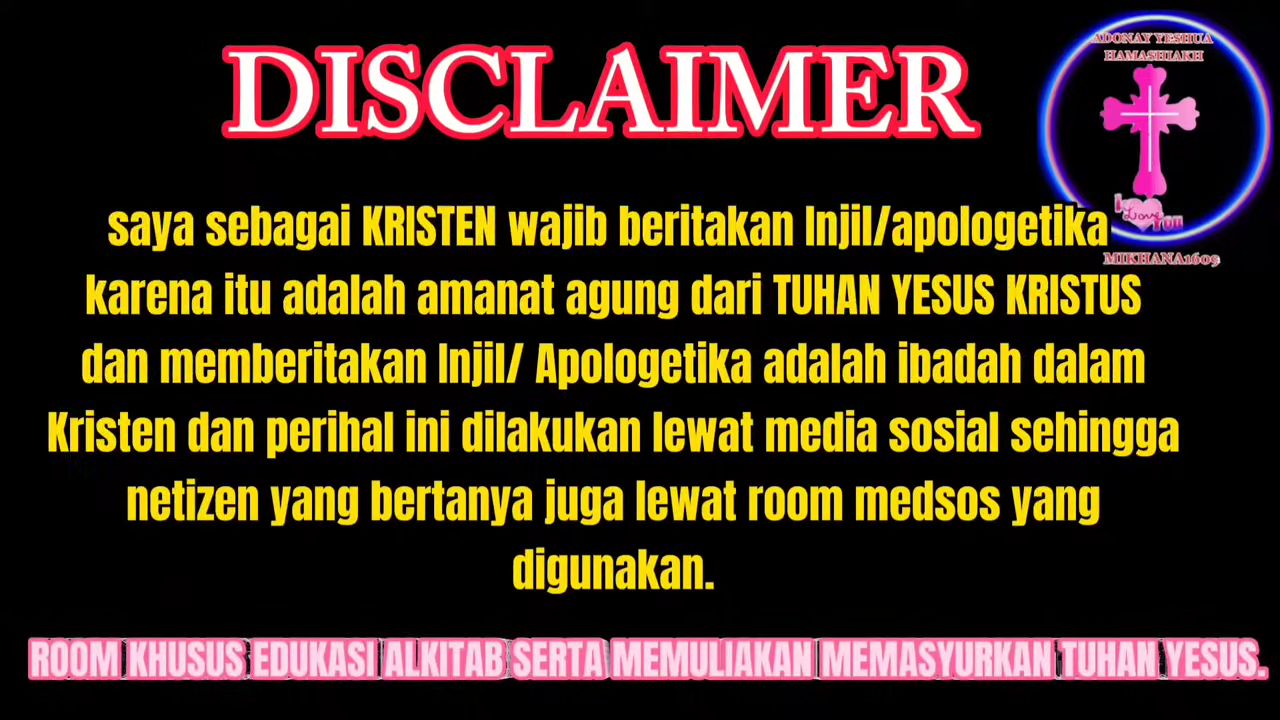 DISCLAIMER
ADONAY YESHUA
HAMASHIAKH
I Love YOU
MIKHANA1609
saya sebagai KRISTEN wajib beritakan Injil/apologetika
karena itu adalah amanat agung dari TUHAN YESUS KRISTUS
dan memberitakan Injil/ Apologetika adalah ibadah dalam
Kristen dan perihal ini dilakukan lewat media sosial sehingga
netizen yang bertanya juga lewat room medsos yang
digunakan.
ROOM KHUSUS EDUKASI ALKITAB SERTA MEMULIAKAN MEMASYURKAN TUHAN YESUS.